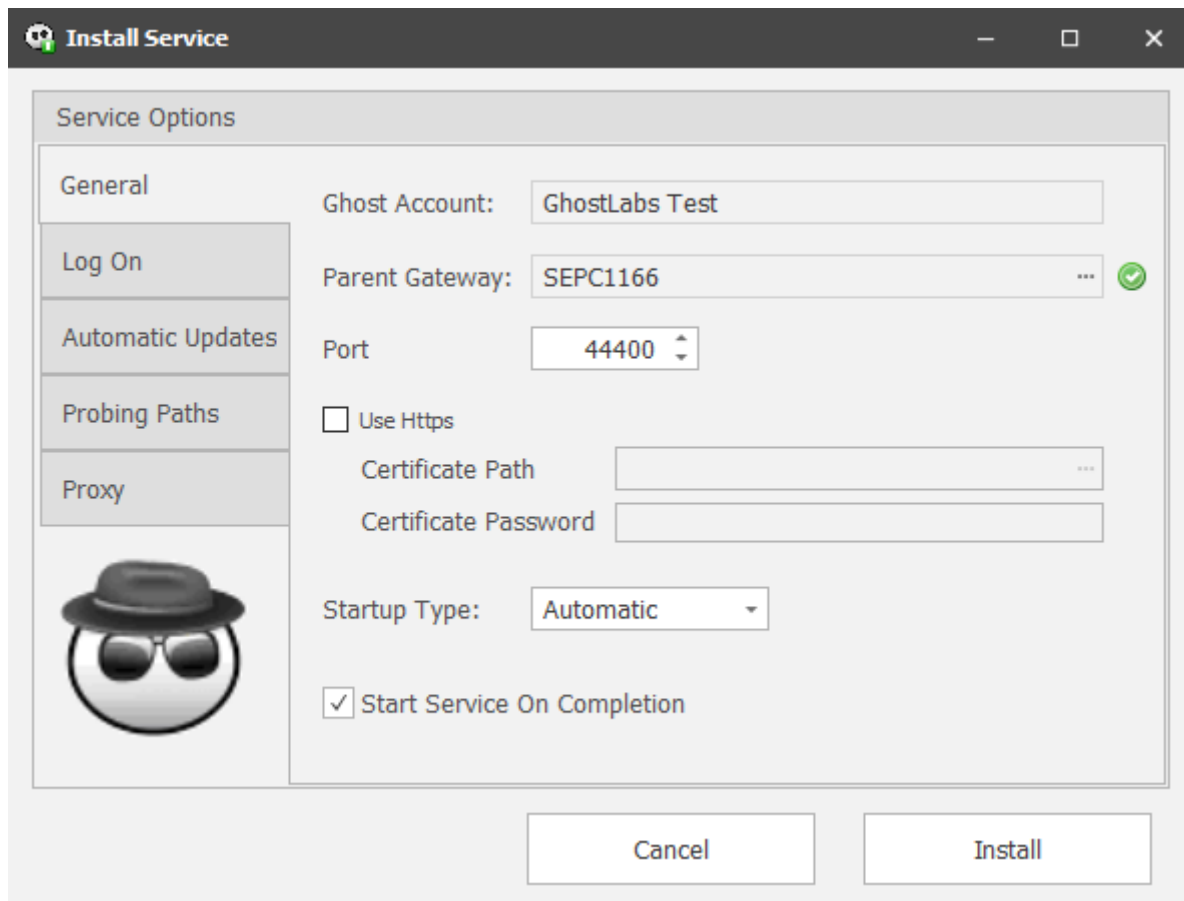 Install Service
Service Options
General
Log On
Automatic Updates
Probing Paths
Proxy
Ghost Account: GhostLabs Test
Parent Gateway: SEPC1166 ...
Port 44400
Use Https
Certificate Path ...
Certificate Password
Startup Type: Automatic
Start Service On Completion
Cancel Install